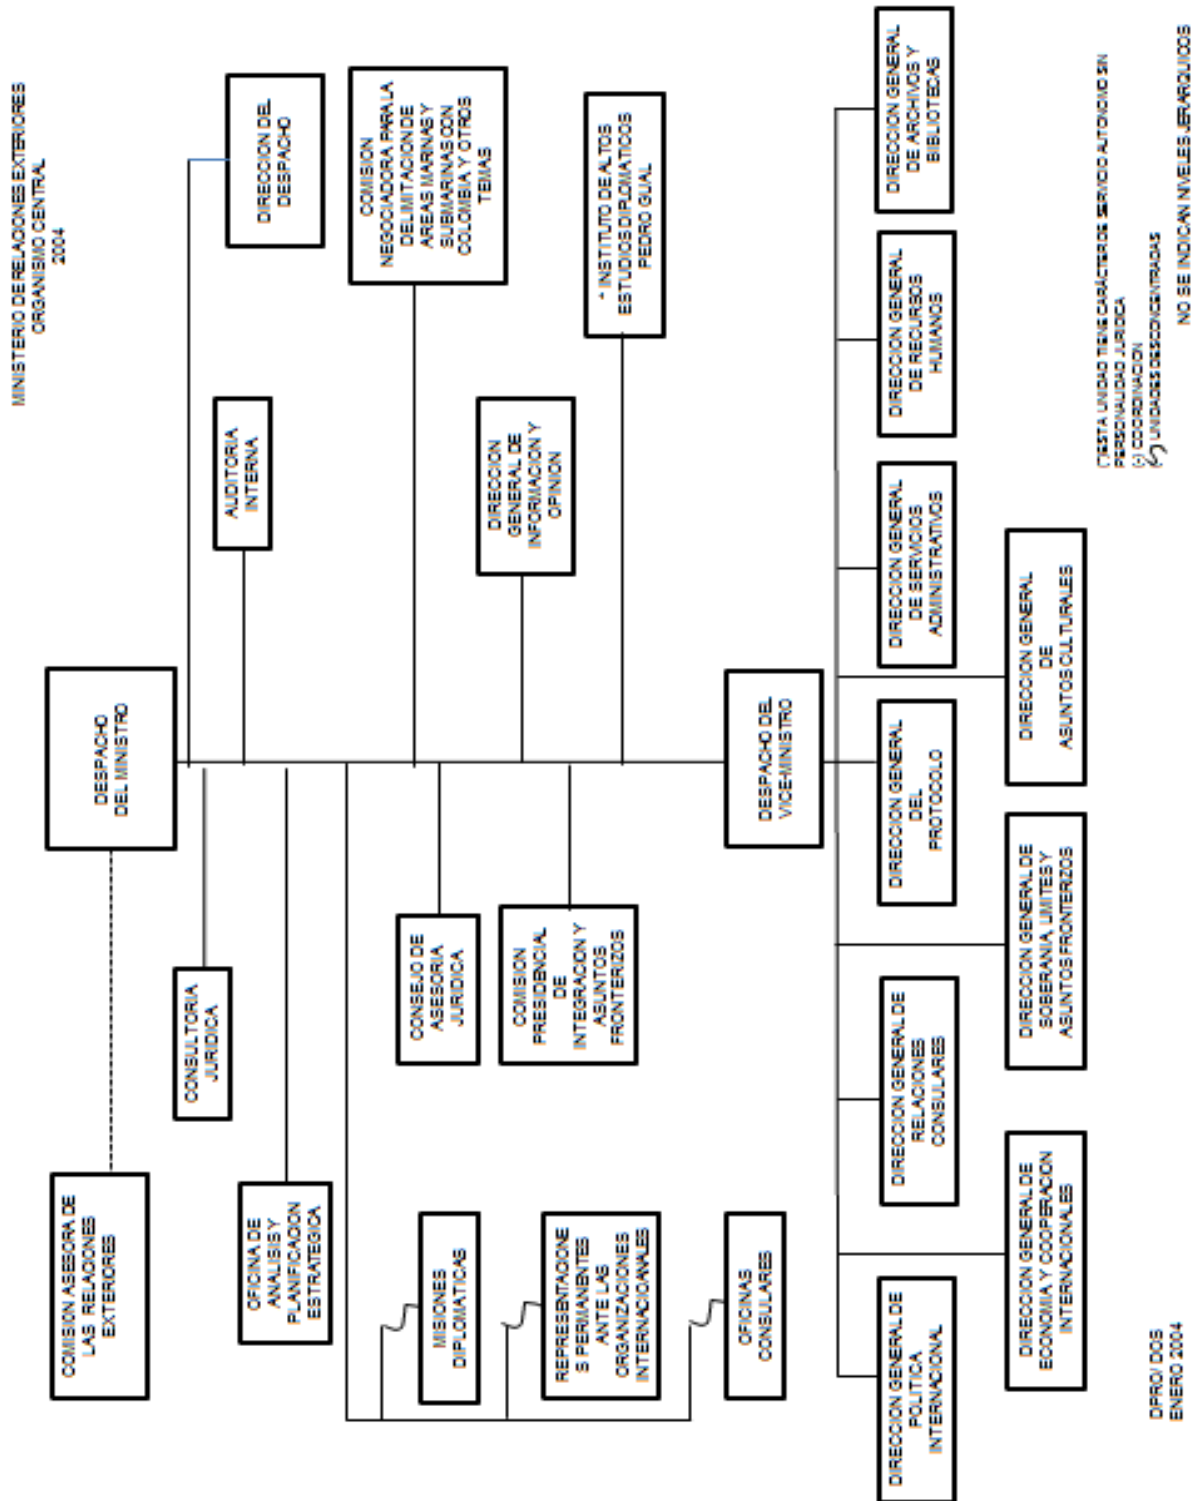 MINISTERIO DE RELACIONES EXTERIORES
ORGANISMO CENTRAL
2004
COMISION ASESORA DE
LAS RELACIONES
EXTERIORES
DESPACHO
DEL MINISTRO
DIRECCION DEL
DESPACHO
CONSULTORIA
JURIDICA
AUDITORIA
INTERNA
OFICINA DE
ANALISIS Y
PLANIFICACION
ESTRATEGICA
COMISION
NEGOCIADORA PARA LA
DELIMITACION DE
AREAS MARINAS Y
SUBMARINAS CON
COLOMBIA Y OTROS
TEMAS
MISIONES
DIPLOMATICAS
CONSEJO DE
ASESORIA
JURIDICA
DIRECCION
GENERAL DE
INFORMACION Y
OPINION
REPRESENTACIONE
S PERMANENTES
ANTE LAS
ORGANIZACIONES
INTERNACIOANALES
COMISION
PRESIDENCIAL
DE
INTEGRACION Y
ASUNTOS
FRONTERIZOS
* INSTITUTO DE ALTOS
ESTUDIOS DIPLOMATICOS
PEDRO GUAL
OFICINAS
CONSULARES
DESPACHO DEL
VICE-MINISTRO
DIRECCION GENERAL DE
POLITICA
INTERNACIONAL
DIRECCION GENERAL DE
RELACIONES
CONSULARES
DIRECCION GENERAL
DEL
PROTOCOLO
DIRECCION GENERAL
DE SERVICIOS
ADMINISTRATIVOS
DIRECCION GENERAL
DE RECURSOS
HUMANOS
DIRECCION GENERAL
DE ARCHIVOS Y
BIBLIOTECAS
DIRECCION GENERAL DE
ECONOMIA Y COOPERACION
INTERNACIONALES
DIRECCION GENERAL DE
SOBERANIA, LIMITES Y
ASUNTOS FRONTERIZOS
DIRECCION GENERAL
DE
ASUNTOS CULTURALES
(*)ESTA UNIDAD TIENE CARÁCTER DE SERVICIO AUTONOMO SIN
PERSONALIDAD JURIDICA
(-) COORDINACION
UNIDADES DESCONCENTRADAS
NO SE INDICAN NIVELES JERARQUICOS
DPRO/ DOS
ENERO 2004